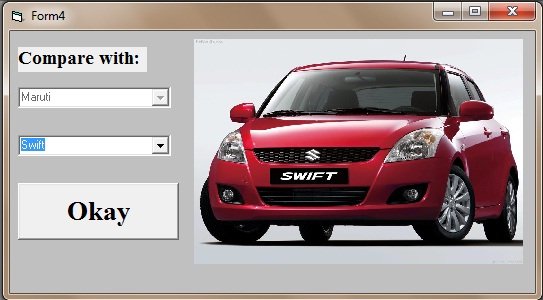 Form4
Compare with:
Maruti
Swift
Okay
SWIFT